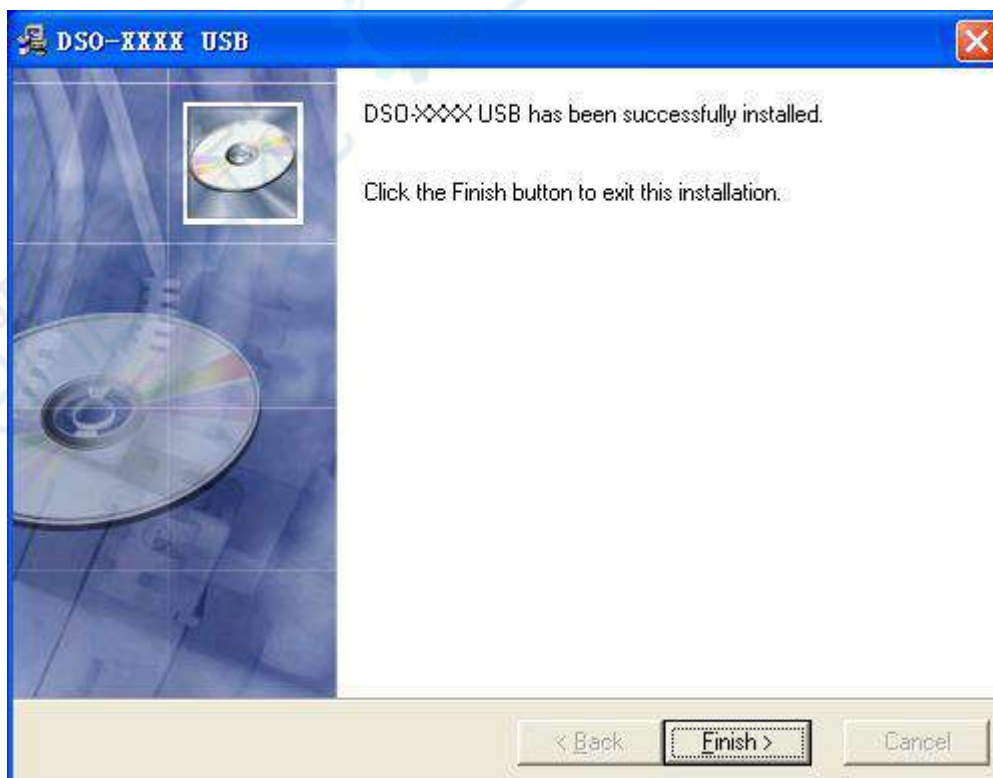 DSO-XXXX USB
DSO-XXXX USB has been successfully installed.
Click the Finish button to exit this installation.
< Back
Finish >
Cancel